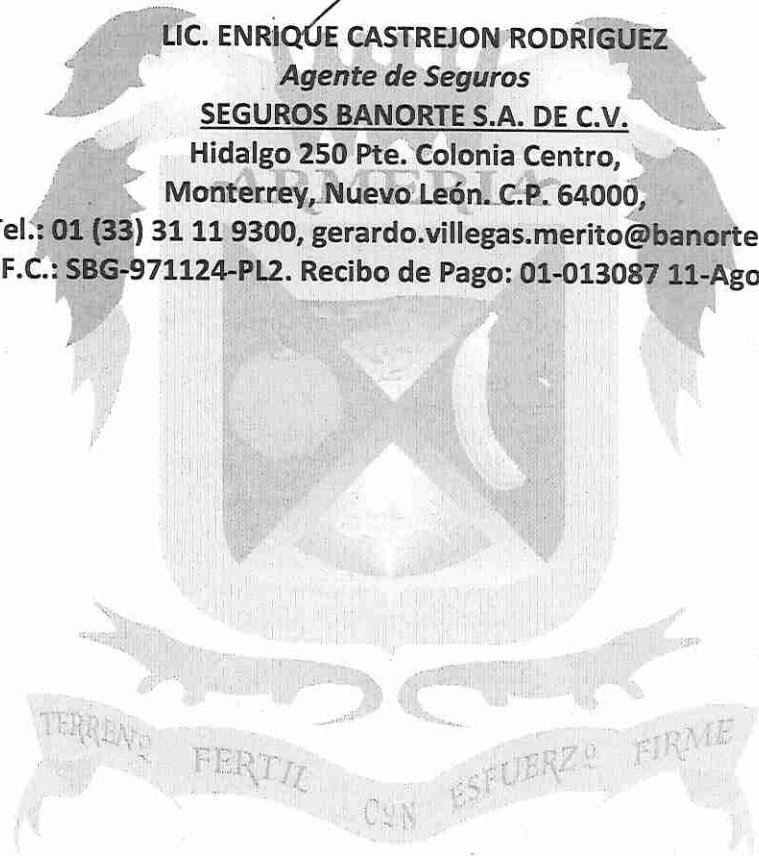 LIC. ENRIQUE CASTREJON RODRIGUEZ
Agente de Seguros
SEGUROS BANORTE S.A. DE C.V.
Hidalgo 250 Pte. Colonia Centro,
ARMERIA
Monterrey, Nuevo León. C.P. 64000,
el.: 01 (33) 31 11 9300, gerardo.villegas.merito@banorte
F.C.: SBG-971124-PL2. Recibo de Pago: 01-013087 11-Ago
TERRENO FERTIL CON ESFUERZO FIRME